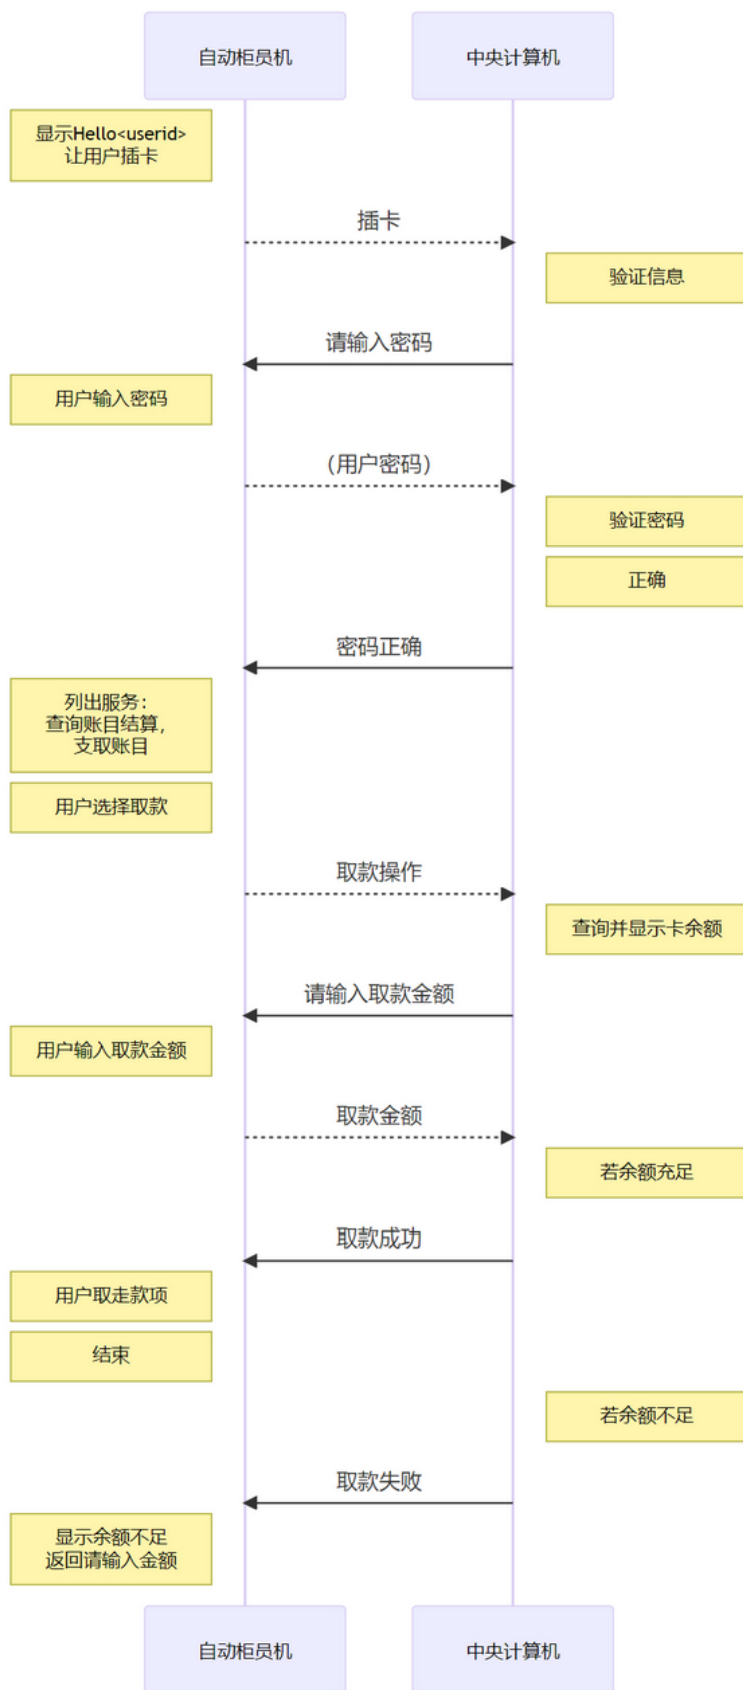 自动柜员机
中央计算机
显示Hello<userid>
让用户插卡
插卡
验证信息
请输入密码
用户输入密码
（用户密码）
验证密码
正确
密码正确
列出服务：
查询账目结算，
支取账目
用户选择取款
取款操作
查询并显示卡余额
请输入取款金额
用户输入取款金额
取款金额
若余额充足
取款成功
用户取走款项
结束
若余额不足
取款失败
显示余额不足
返回请输入金额
自动柜员机
中央计算机